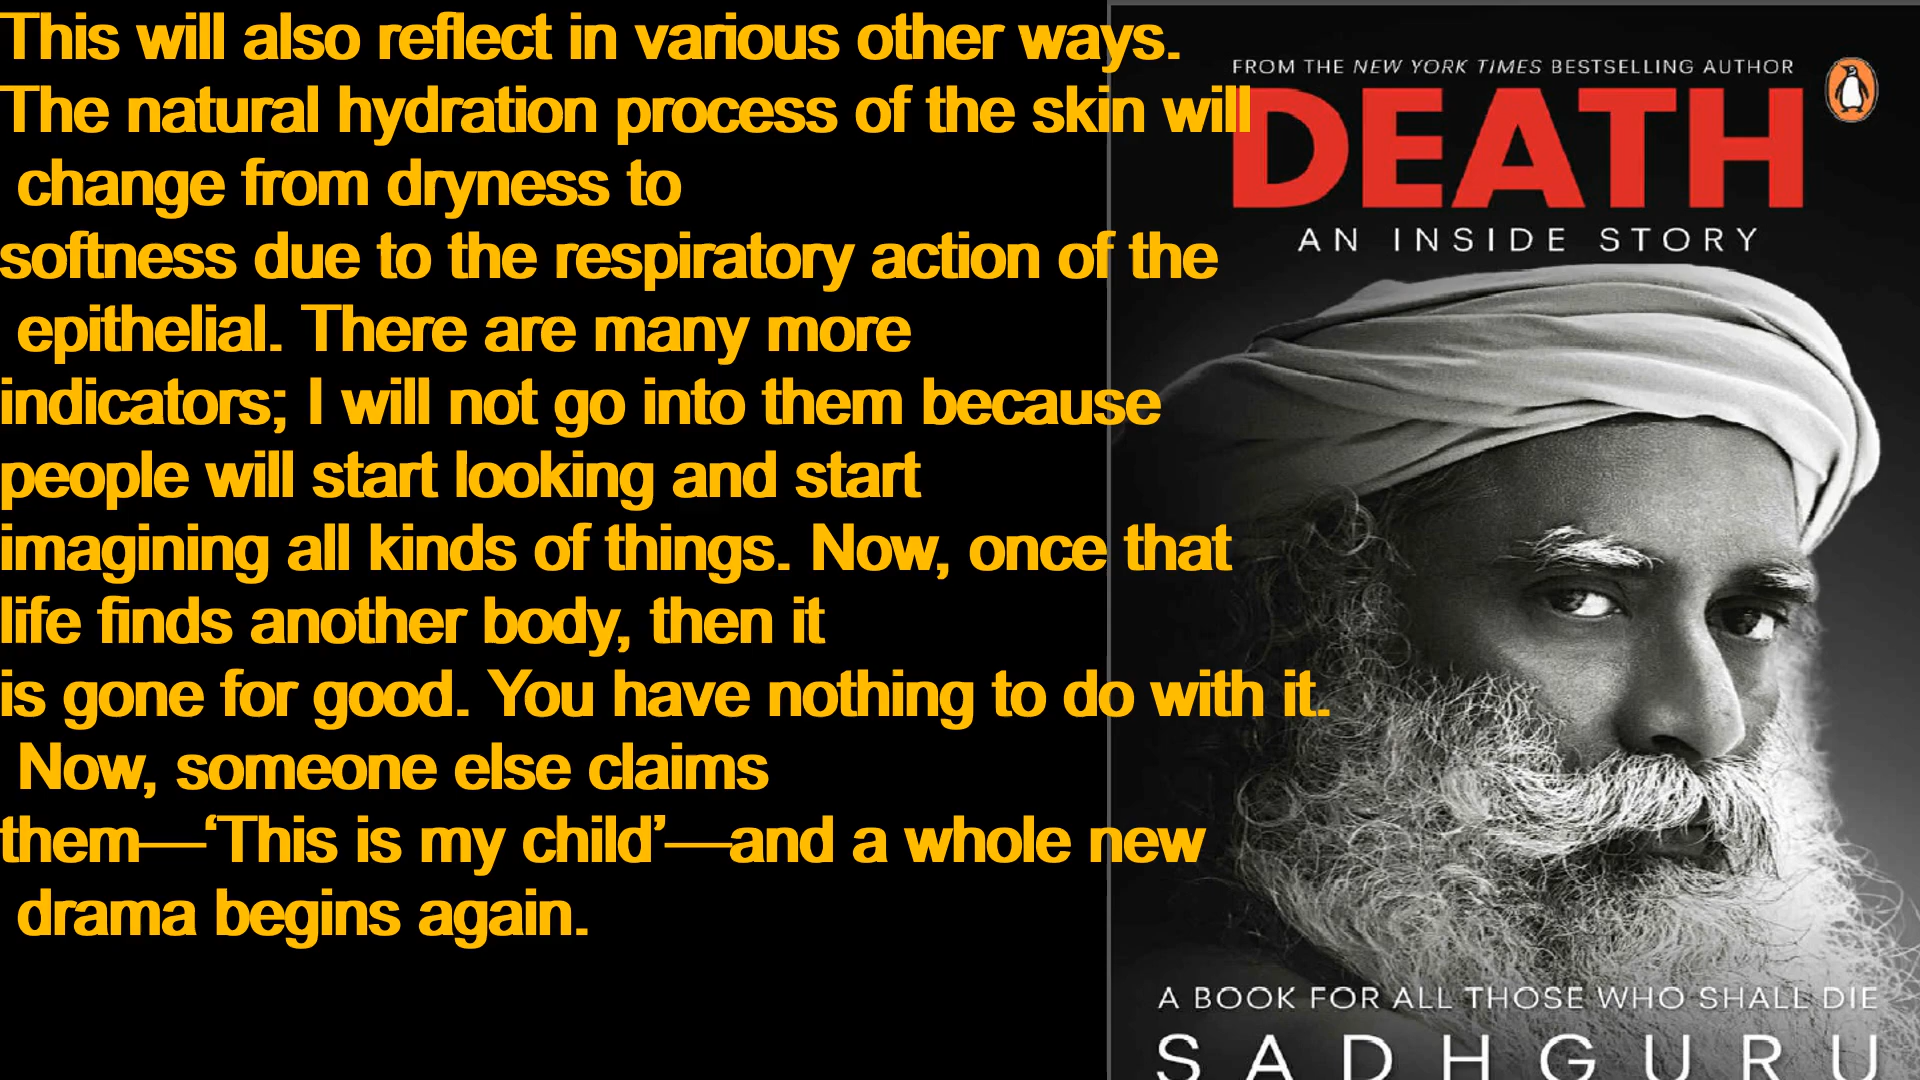 This will also reflect in various other ways.
The natural hydration process of the skin will
change from dryness to
softness due to the respiratory action of the
epithelial. There are many more
indicators; I will not go into them because
people will start looking and start
imagining all kinds of things. Now, once that
life finds another body, then it
is gone for good. You have nothing to do with it.
Now, someone else claims
them—‘This is my child’—and a whole new
drama begins again.
FROM THE NEW YORK TIMES BESTSELLING AUTHOR
DEATH
AN INSIDE STORY
A BOOK FOR ALL THOSE WHO SHALL DIE
SADHGURU